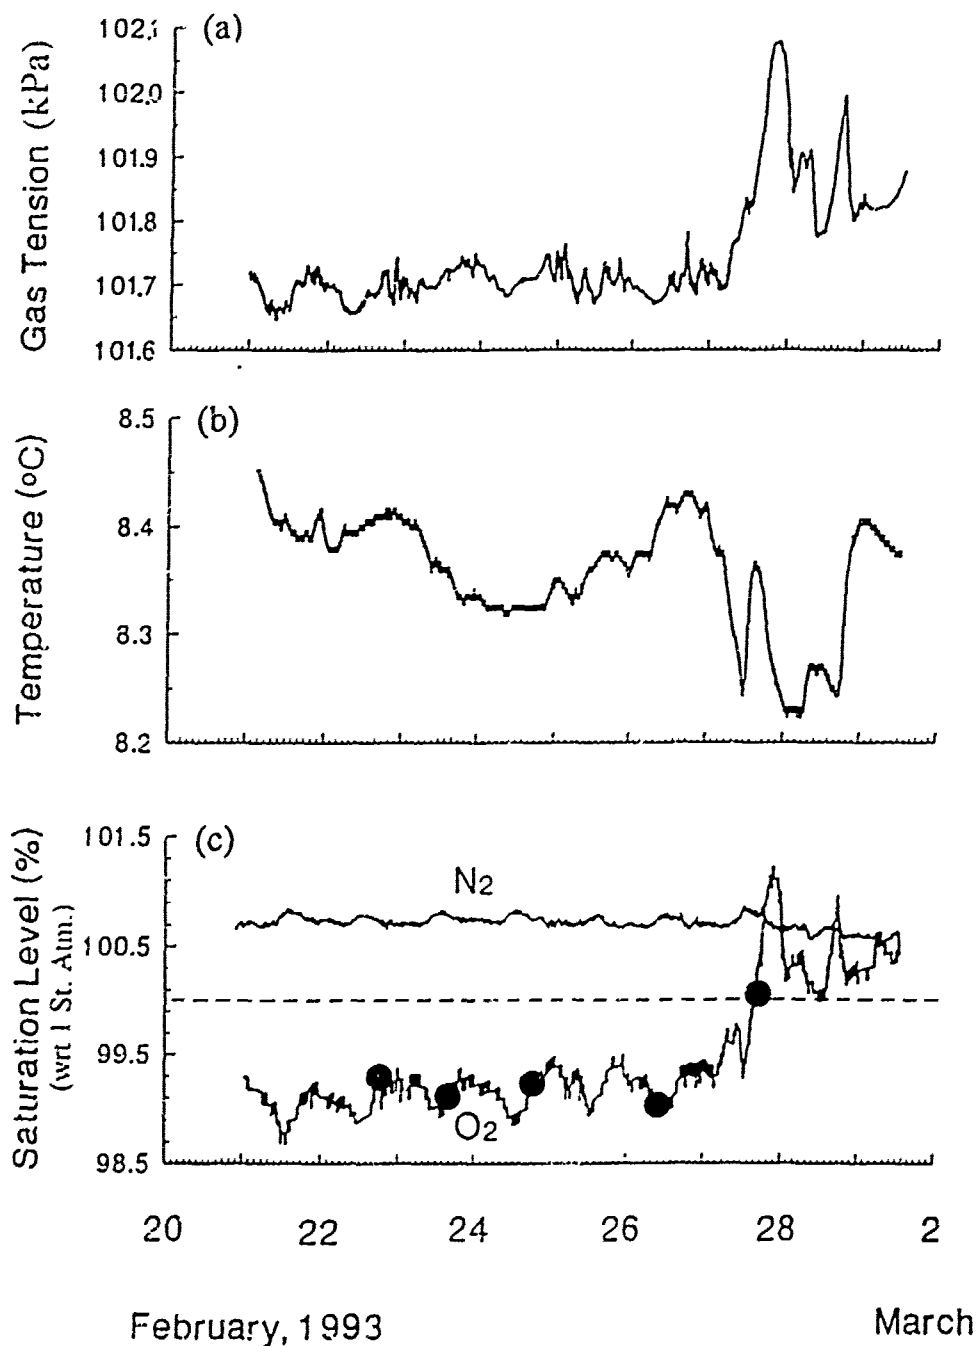 (a)
Gas Tension (kPa)
102.1
102.0
101.9
101.8
101.7
101.6
(b)
Temperature (oC)
8.5
8.4
8.3
8.2
(c)
Saturation Level (%)
(wrt 1 St. Atm.)
101.5
100.5
99.5
98.5
N2
O2
20 22 24 26 28 2
February, 1993 March